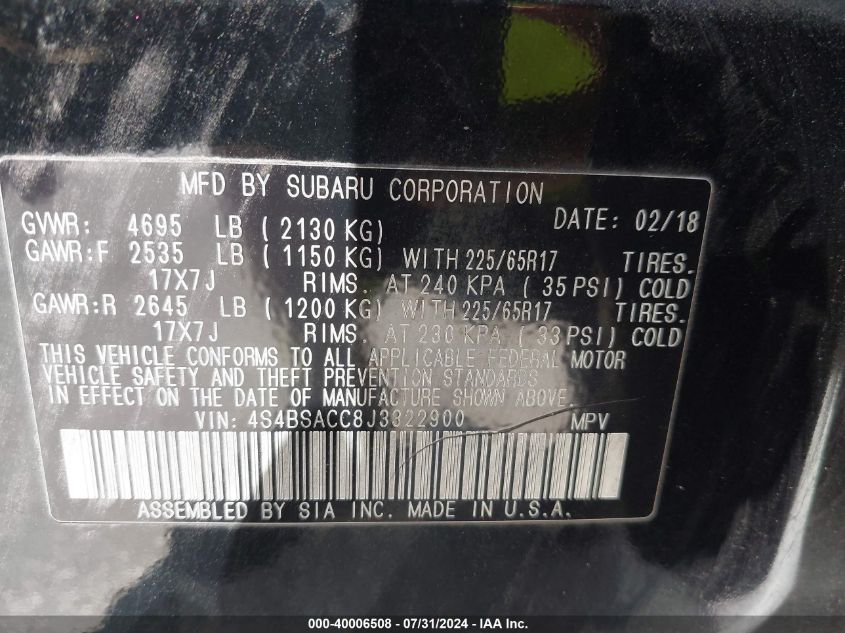 MFD BY SUBARU CORPORATION
GVWR: 4695 LB ( 2130 KG) DATE: 02/18
GAWR:F 2535 LB ( 1150 KG) WITH 225/65R17 TIRES.
17X7J RIMS. AT 240 KPA ( 35 PSI) COLD
GAWR:R 2645 LB ( 1200 KG) WITH 225/65R17 TIRES.
17X7J RIMS. AT 230 KPA ( 33 PSI) COLD
THIS VEHICLE CONFORMS TO ALL APPLICABLE FEDERAL MOTOR
VEHICLE SAFETY AND THEFT PREVENTION STANDARDS
IN EFFECT ON THE DATE OF MANUFACTURE SHOWN ABOVE.
VIN: 4S4BSACC8J3322900 MPV
ASSEMBLED BY SIA INC. MADE IN U.S.A.
000-40006508 - 07/31/2024 - IAA Inc.